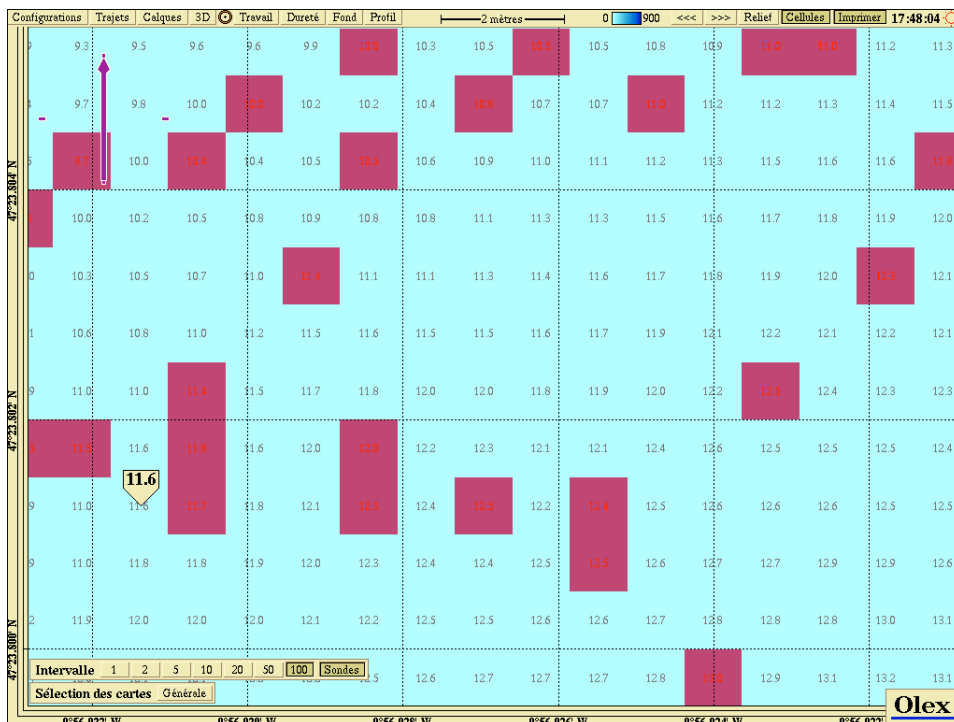 Configurations Trajets Calques 3D Travail Dureté Fond Profil 2 mètres 0 900 <<< >>> Relief Cellules Imprimer 17:48:04
9.3 9.5 9.6 9.6 9.9 10.0 10.3 10.5 10.5 10.5 10.8 10.9 11.0 11.0 11.2 11.3
9.7 9.8 10.0 10.0 10.2 10.2 10.4 10.8 10.7 10.7 11.0 11.2 11.2 11.3 11.4 11.5
9.7 10.0 10.4 10.4 10.5 10.5 10.6 10.9 11.0 11.1 11.2 11.3 11.5 11.6 11.6 11.9
47°23.804' N
10.0 10.2 10.5 10.8 10.9 10.8 10.8 11.1 11.3 11.3 11.5 11.6 11.7 11.8 11.9 12.0
10.3 10.5 10.7 11.0 11.4 11.1 11.1 11.3 11.4 11.6 11.7 11.8 11.9 12.0 12.3 12.1
10.6 10.8 11.0 11.2 11.5 11.6 11.5 11.5 11.6 11.7 11.9 12.1 12.2 12.1 12.2 12.1
11.0 11.0 11.4 11.5 11.7 11.8 12.0 12.0 11.8 11.9 12.0 12.2 12.5 12.4 12.3 12.3
47°23.802' N
11.5 11.6 11.8 11.6 12.0 12.0 12.2 12.3 12.1 12.1 12.4 12.6 12.5 12.5 12.5 12.4
11.6
11.0 11.6 11.7 11.8 12.1 12.3 12.4 12.3 12.2 12.4 12.5 12.6 12.6 12.6 12.5 12.5
11.0 11.8 11.8 11.9 12.0 12.3 12.4 12.4 12.5 12.5 12.6 12.7 12.7 12.8 12.9 12.6
11.9 12.0 12.0 12.1 12.2 12.5 12.5 12.6 12.6 12.7 12.8 12.8 12.8 13.0 13.1
47°23.800' N
Intervalle 1 2 5 10 20 50 100 Sondes
12.6 12.7 12.7 12.8 12.9 13.1 13.2 13.1
Sélection des cartes Générale
Olex